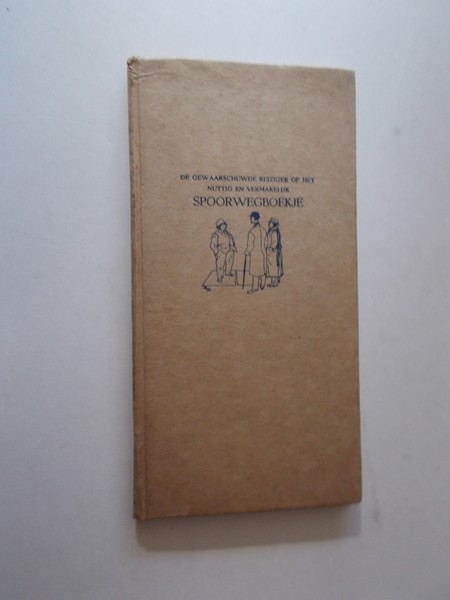 DE GEWAARSCHUWDE REIZIGER OF HET
NUTTIG EN VERMAKELIJK
SPOORWEGBOEKJE